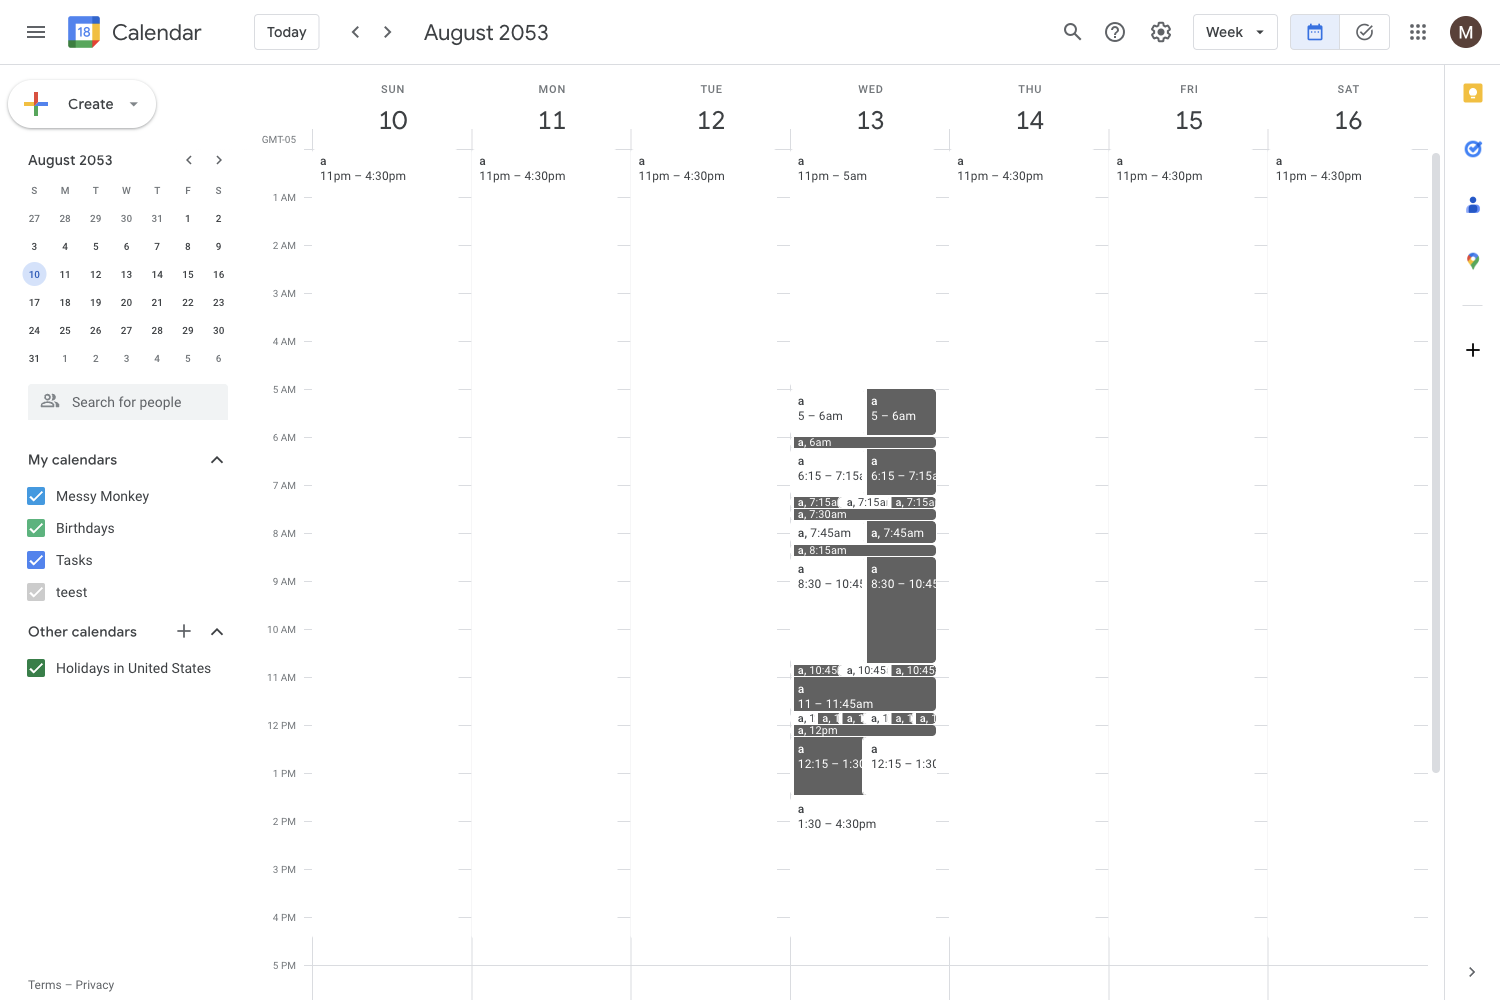 18 Calendar Today August 2053 Week M
Create
August 2053
S M T W T F S
27 28 29 30 31 1 2
3 4 5 6 7 8 9
10 11 12 13 14 15 16
17 18 19 20 21 22 23
24 25 26 27 28 29 30
31 1 2 3 4 5 6
Search for people
My calendars
Messy Monkey
Birthdays
Tasks
teest
Other calendars
Holidays in United States
Terms – Privacy
SUN MON TUE WED THU FRI SAT
10 11 12 13 14 15 16
GMT-05
a a a a a a a
11pm – 4:30pm 11pm – 4:30pm 11pm – 4:30pm 11pm – 5am 11pm – 4:30pm 11pm – 4:30pm 11pm – 4:30pm
1 AM
2 AM
3 AM
4 AM
5 AM
a a
5 – 6am 5 – 6am
6 AM
a, 6am
a a
6:15 – 7:15a 6:15 – 7:15a
7 AM
a, 7:15a a, 7:15a a, 7:15a
a, 7:30am
8 AM
a, 7:45am a, 7:45am
a, 8:15am
a a
9 AM
8:30 – 10:45 8:30 – 10:45
10 AM
a, 10:45 a, 10:45 a, 10:45
11 AM
a
11 – 11:45am
a, 1 a, 1 a, 1 a, 1 a, 1 a, 1
12 PM
a, 12pm
a a
12:15 – 1:30 12:15 – 1:30
1 PM
a
2 PM
1:30 – 4:30pm
3 PM
4 PM
5 PM